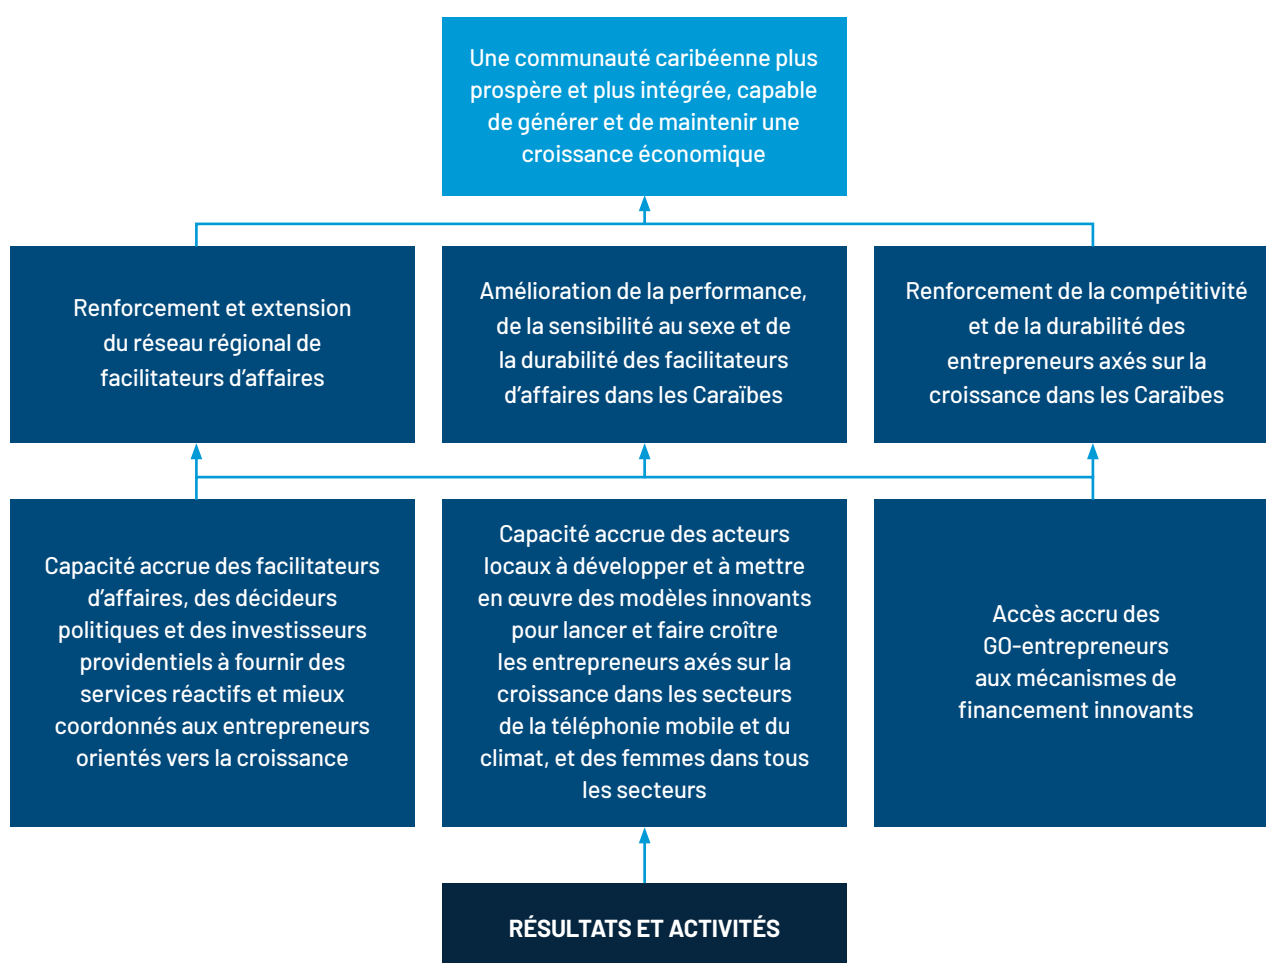 Une communauté caribéenne plus
prospère et plus intégrée, capable
de générer et de maintenir une
croissance économique
Renforcement et extension
du réseau régional de
facilitateurs d’affaires
Amélioration de la performance,
de la sensibilité au sexe et de
la durabilité des facilitateurs
d’affaires dans les Caraïbes
Renforcement de la compétitivité
et de la durabilité des
entrepreneurs axés sur la
croissance dans les Caraïbes
Capacité accrue des facilitateurs
d’affaires, des décideurs
politiques et des investisseurs
providentiels à fournir des
services réactifs et mieux
coordonnés aux entrepreneurs
orientés vers la croissance
Capacité accrue des acteurs
locaux à développer et à mettre
en œuvre des modèles innovants
pour lancer et faire croître
les entrepreneurs axés sur la
croissance dans les secteurs
de la téléphonie mobile et du
climat, et des femmes dans tous
les secteurs
Accès accru des
GO-entrepreneurs
aux mécanismes de
financement innovants
RÉSULTATS ET ACTIVITÉS